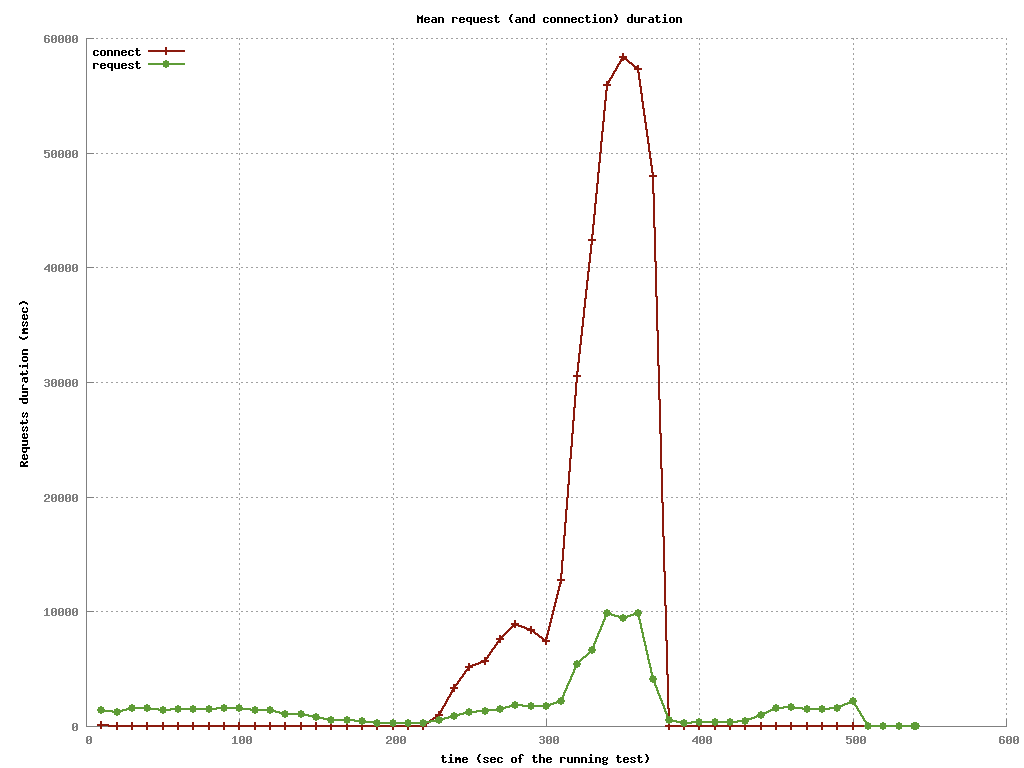 Mean request (and connection) duration
connect
request
60000
50000
40000
30000
20000
10000
0
Requests duration (msec)
0 100 200 300 400 500 600
time (sec of the running test)